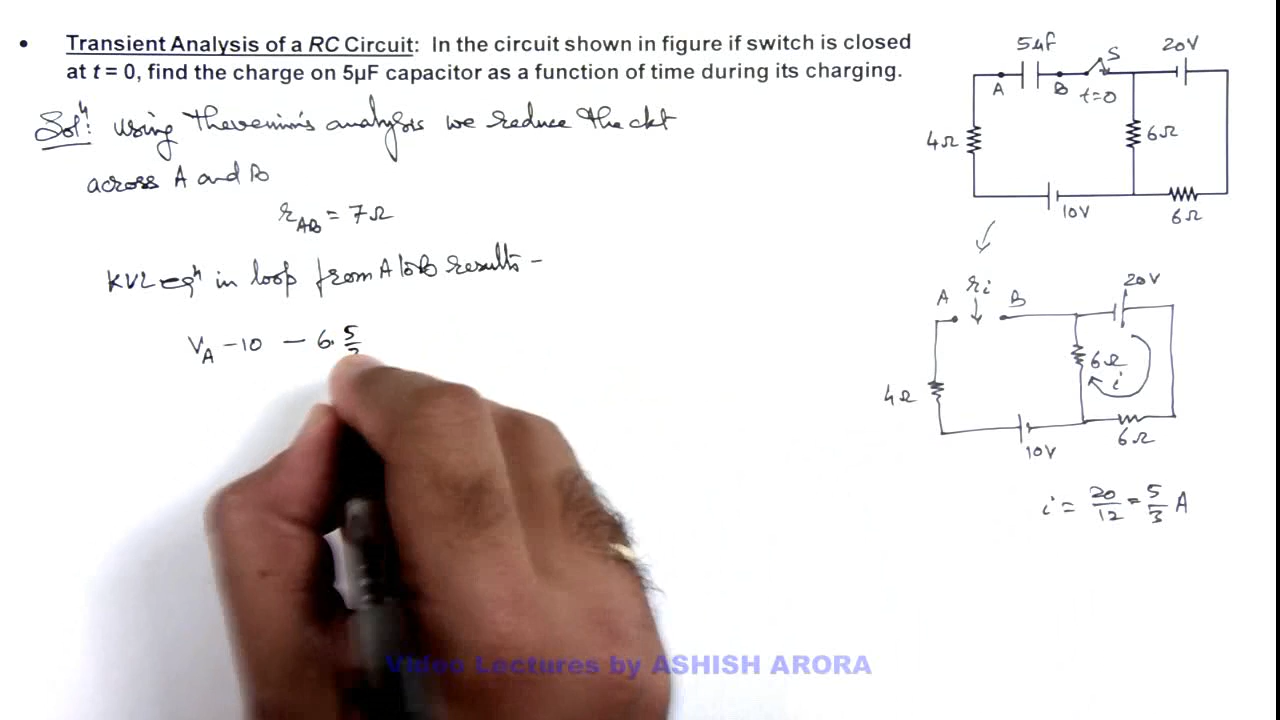 • Transient Analysis of a RC Circuit: In the circuit shown in figure if switch is closed
at t = 0, find the charge on 5µF capacitor as a function of time during its charging.
Solⁿ: Using Thevenin's analysis we reduce the ckt
across A and B
r_AB = 7Ω
KVL eqⁿ in loop from A to B results -
V_A - 10 - 6.
5µF
S
20V
A
B
t=0
4Ω
6Ω
10V
6Ω
A
r_i
B
20V
6Ω
i
4Ω
10V
6Ω
i = 20/12 = 5/3 A
Video Lectures by ASHISH ARORA